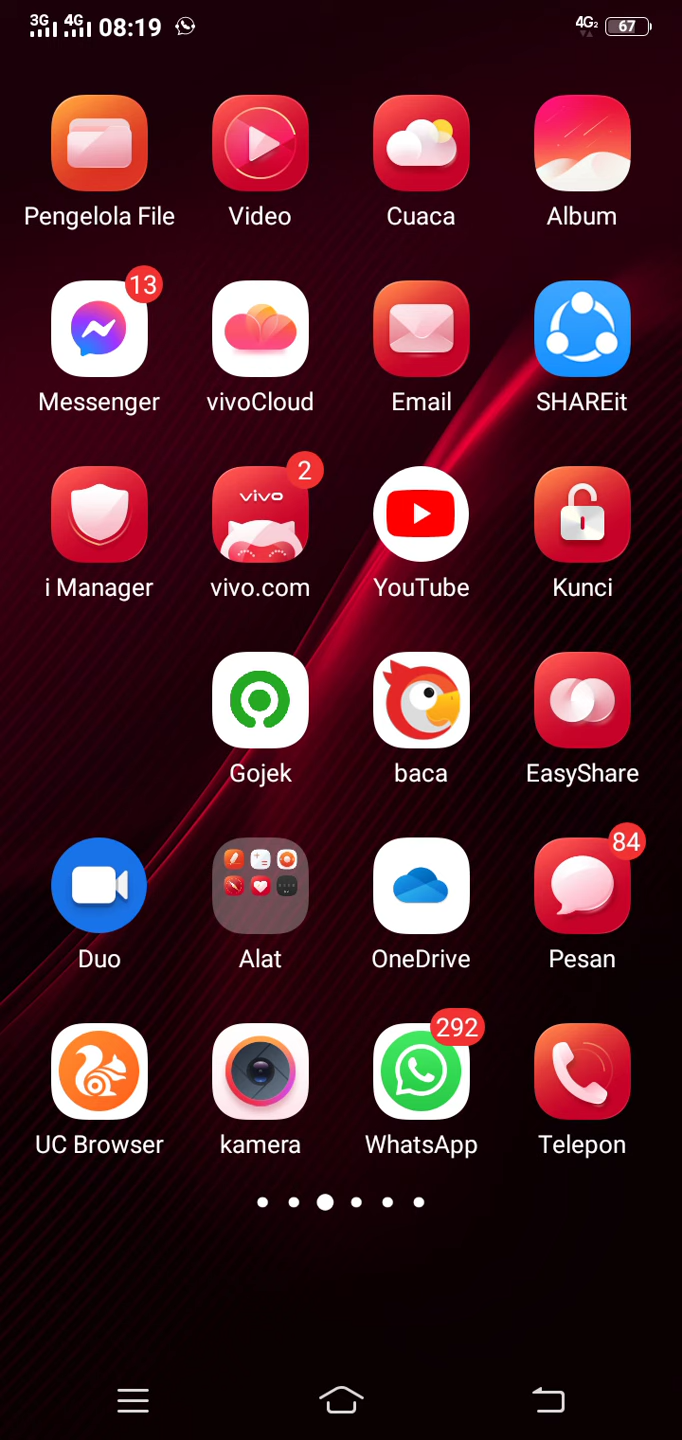 3G 4G 08:19 4G2 67
Pengelola File Video Cuaca Album
13
Messenger vivoCloud Email SHAREit
2
vivo
i Manager vivo.com YouTube Kunci
Gojek baca EasyShare
84
Duo Alat OneDrive Pesan
292
UC Browser kamera WhatsApp Telepon